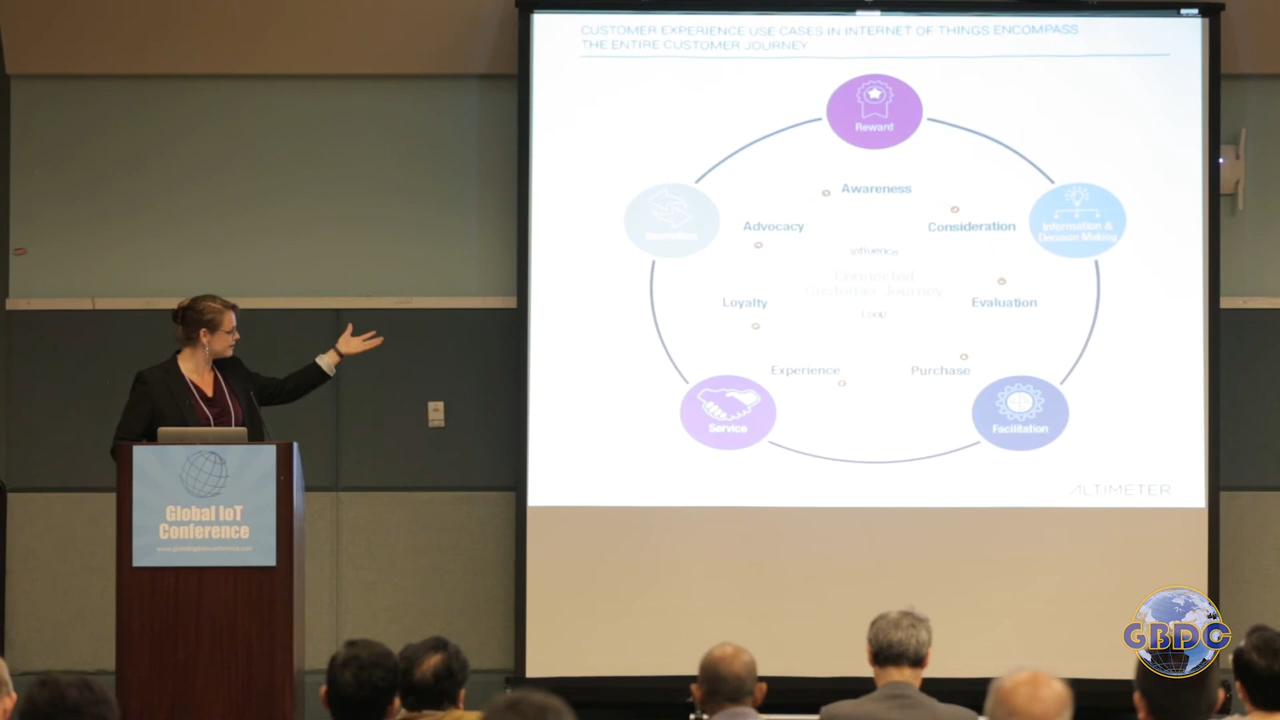 CUSTOMER EXPERIENCE USE CASES IN INTERNET OF THINGS ENCOMPASS
THE ENTIRE CUSTOMER JOURNEY
Reward
Awareness
Advocacy
Consideration
Information &
Decision Making
Influence
Connected
Customer Journey
Loop
Loyalty
Evaluation
Experience
Purchase
Service
Facilitation
ALTIMETER
Global IoT
Conference
GBDC